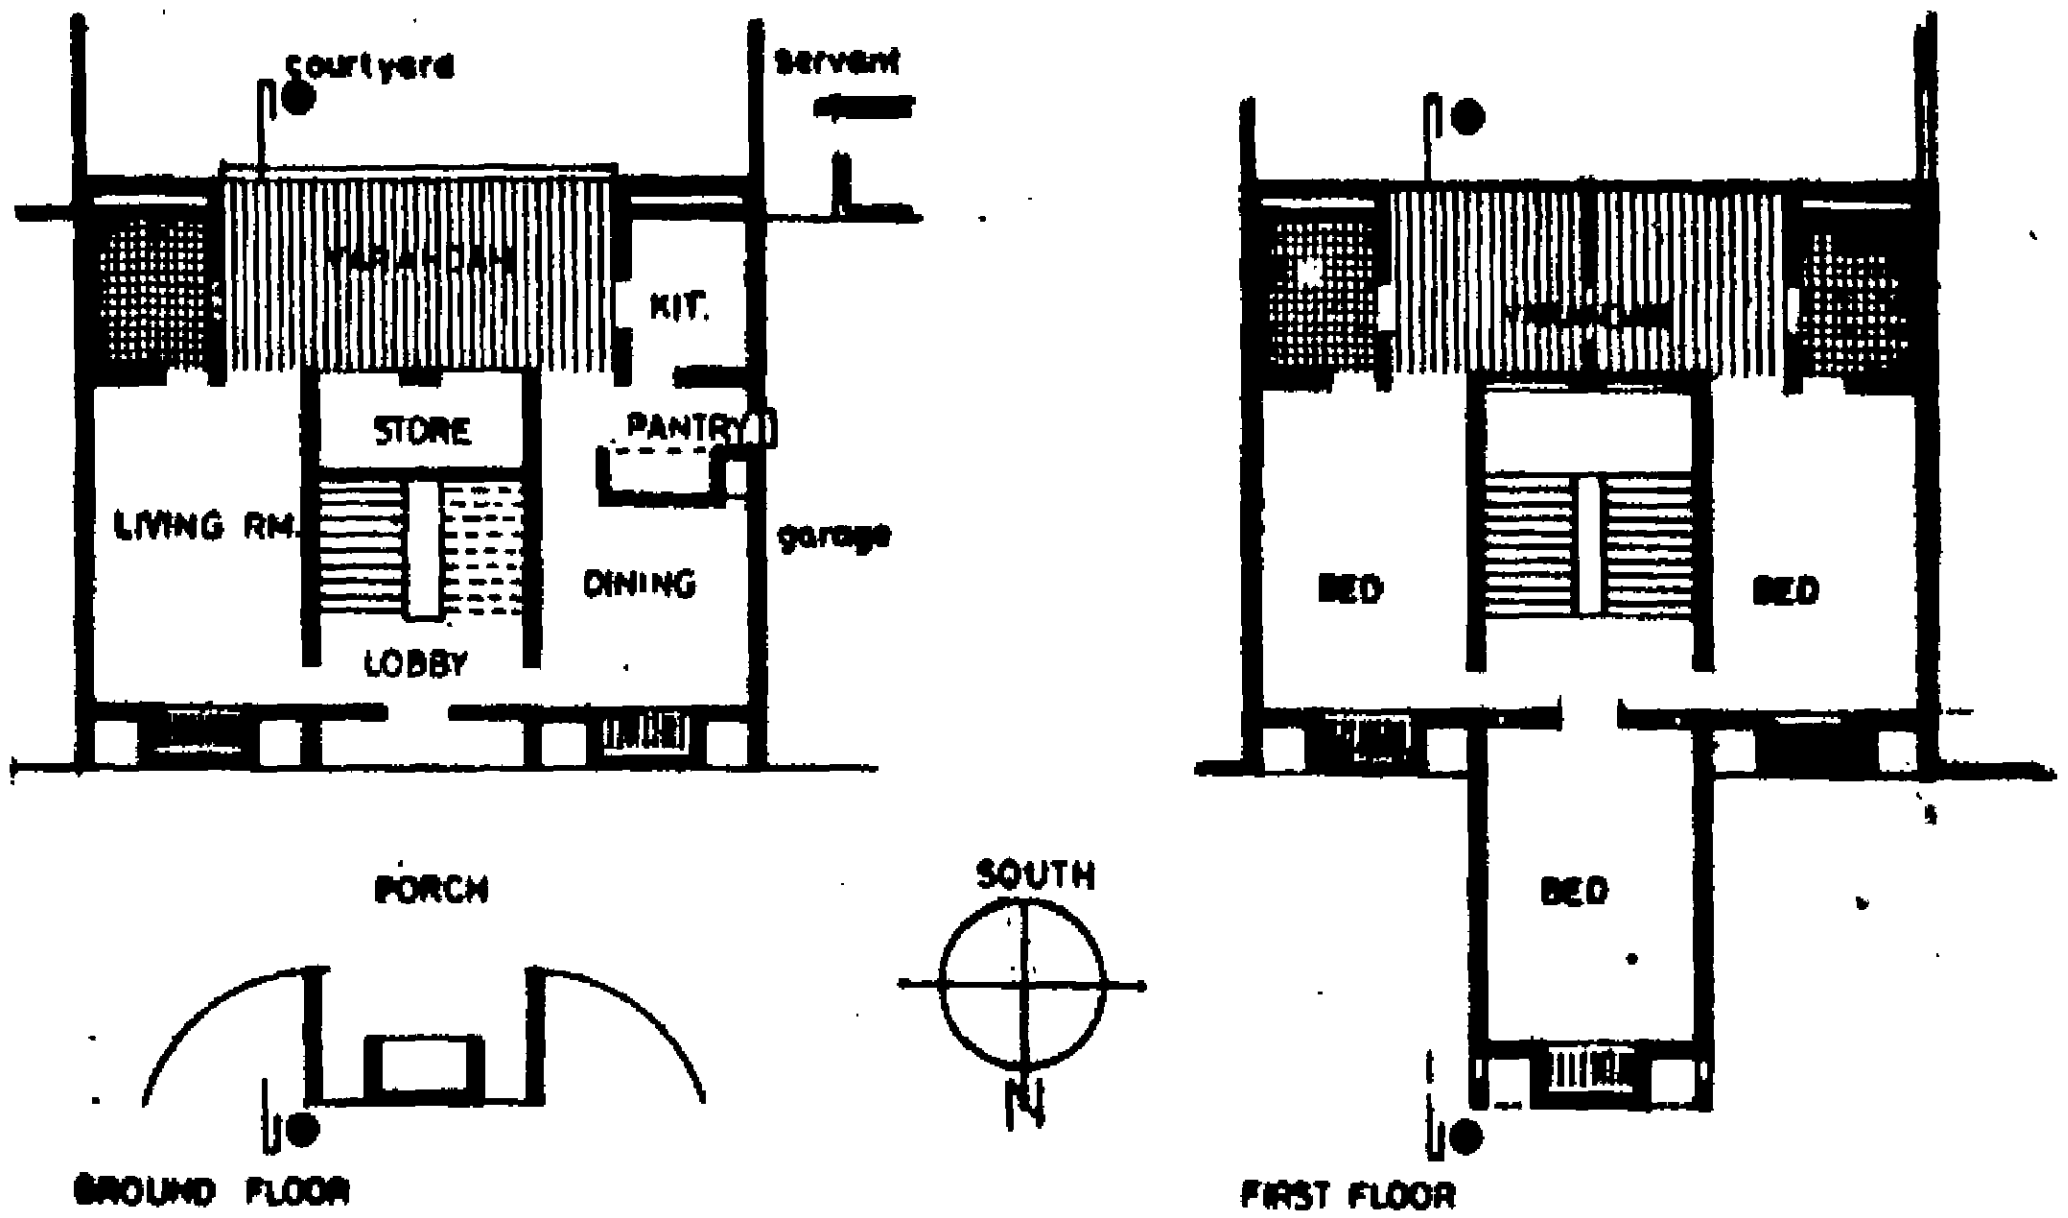 courtyard
servant
VARANDAH
KIT.
STORE
PANTRY
LIVING RM.
garage
DINING
LOBBY
BED
BED
PORCH
SOUTH
BED
N
GROUND FLOOR
FIRST FLOOR